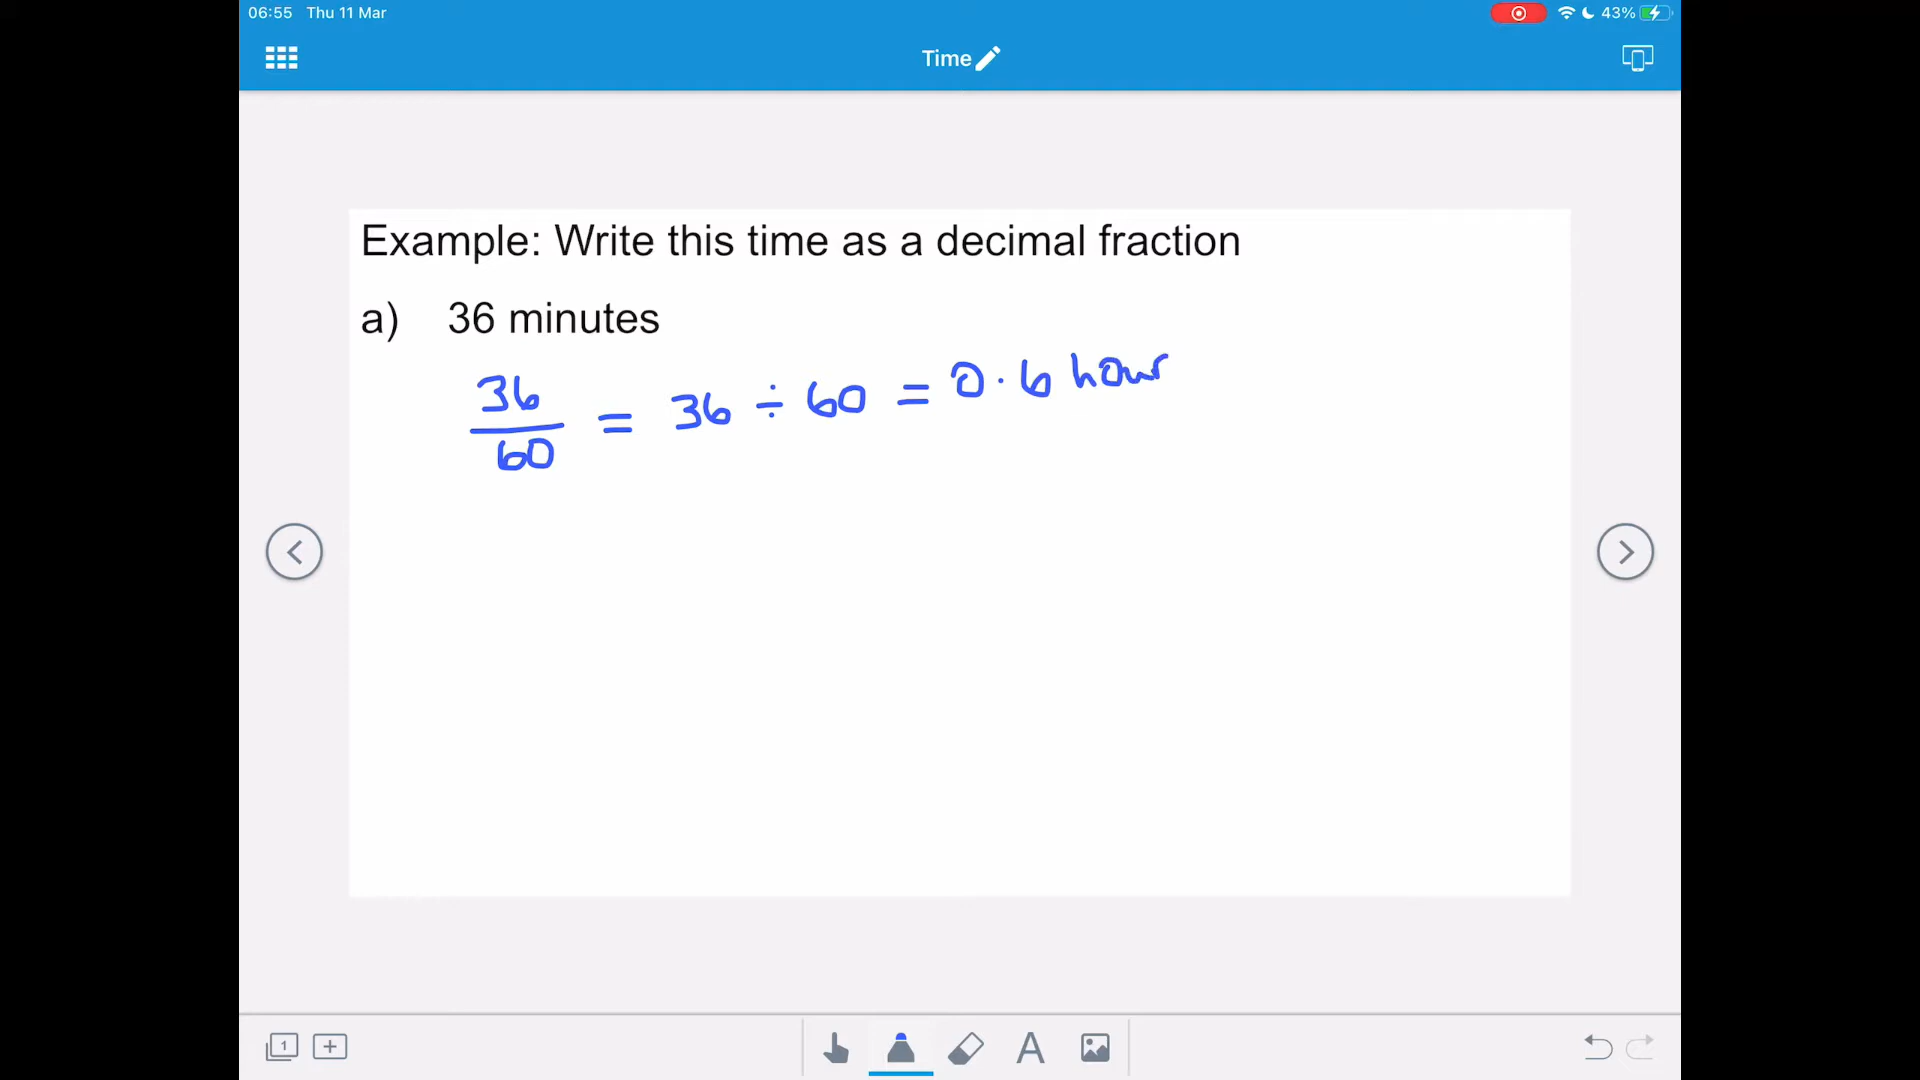 06:55 Thu 11 Mar 43%
Time
Example: Write this time as a decimal fraction
a) 36 minutes
36/60 = 36 ÷ 60 = 0.6 hour
1
A